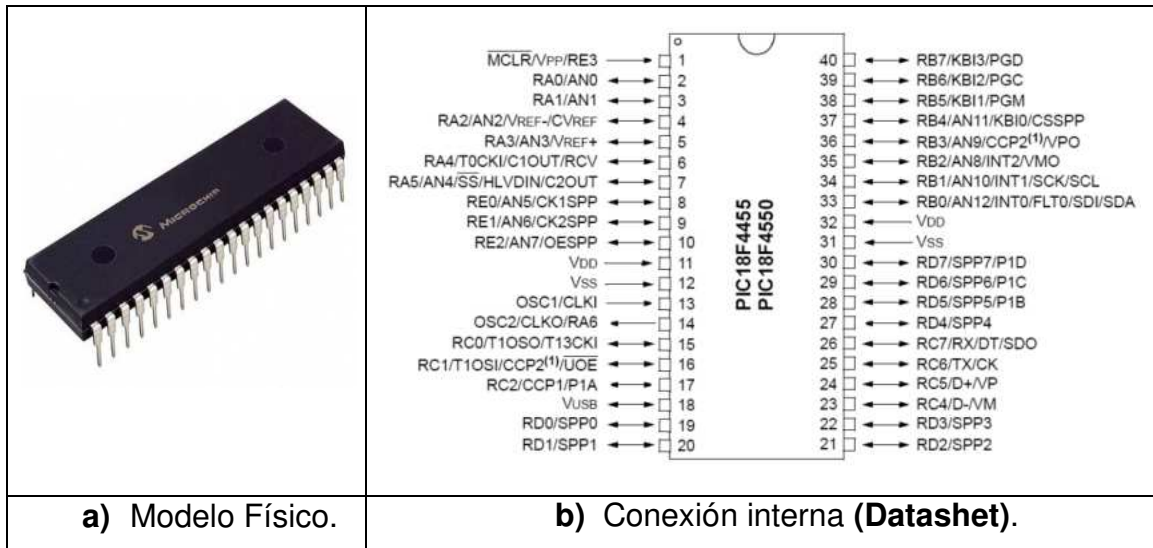 MICROCHIP
MCLR/VPP/RE3 1
RA0/AN0 2
RA1/AN1 3
RA2/AN2/VREF-/CVREF 4
RA3/AN3/VREF+ 5
RA4/T0CKI/C1OUT/RCV 6
RA5/AN4/SS/HLVDIN/C2OUT 7
RE0/AN5/CK1SPP 8
RE1/AN6/CK2SPP 9
RE2/AN7/OESPP 10
VDD 11
VSS 12
OSC1/CLKI 13
OSC2/CLKO/RA6 14
RC0/T1OSO/T13CKI 15
RC1/T1OSI/CCP2(1)/UOE 16
RC2/CCP1/P1A 17
VUSB 18
RD0/SPP0 19
RD1/SPP1 20
PIC18F4455
PIC18F4550
40 RB7/KBI3/PGD
39 RB6/KBI2/PGC
38 RB5/KBI1/PGM
37 RB4/AN11/KBI0/CSSPP
36 RB3/AN9/CCP2(1)/VPO
35 RB2/AN8/INT2/VMO
34 RB1/AN10/INT1/SCK/SCL
33 RB0/AN12/INT0/FLT0/SDI/SDA
32 VDD
31 VSS
30 RD7/SPP7/P1D
29 RD6/SPP6/P1C
28 RD5/SPP5/P1B
27 RD4/SPP4
26 RC7/RX/DT/SDO
25 RC6/TX/CK
24 RC5/D+/VP
23 RC4/D-/VM
22 RD3/SPP3
21 RD2/SPP2
a) Modelo Físico.
b) Conexión interna (Datashet).